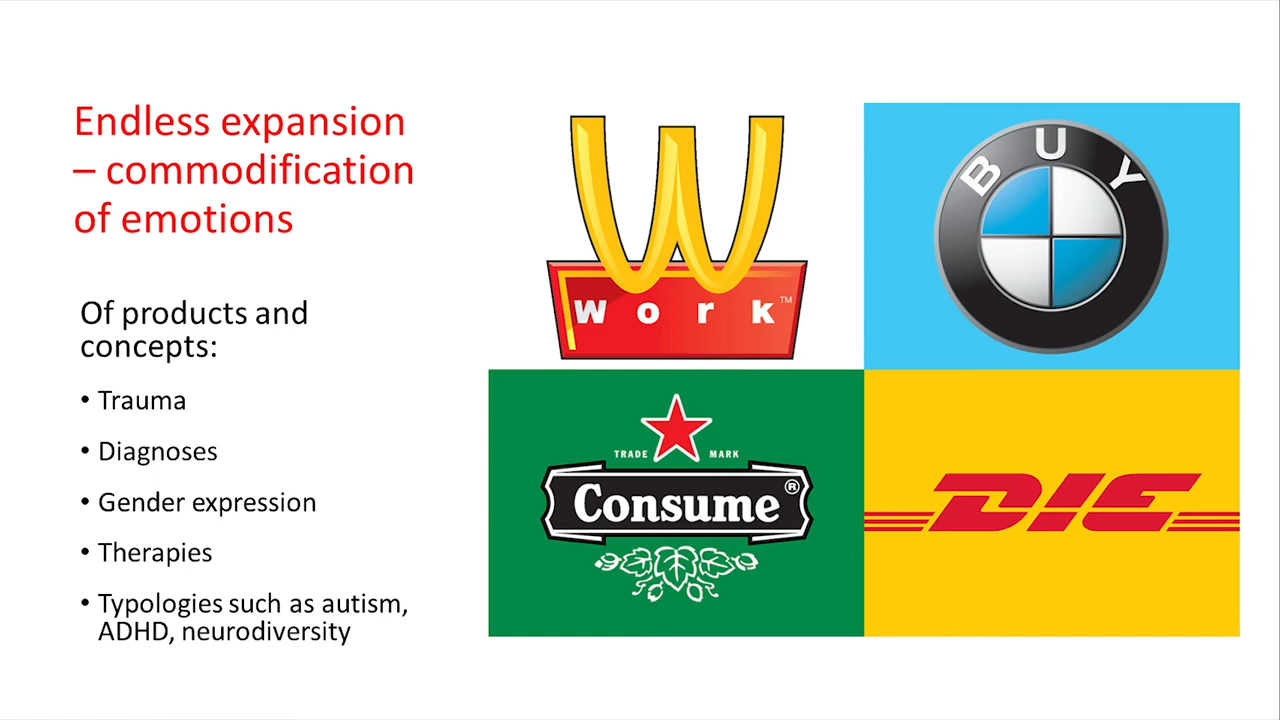 Endless expansion
– commodification
of emotions
Of products and
concepts:
• Trauma
• Diagnoses
• Gender expression
• Therapies
• Typologies such as autism,
ADHD, neurodiversity
W
Work™
BUY
TRADE MARK
Consume®
DIE